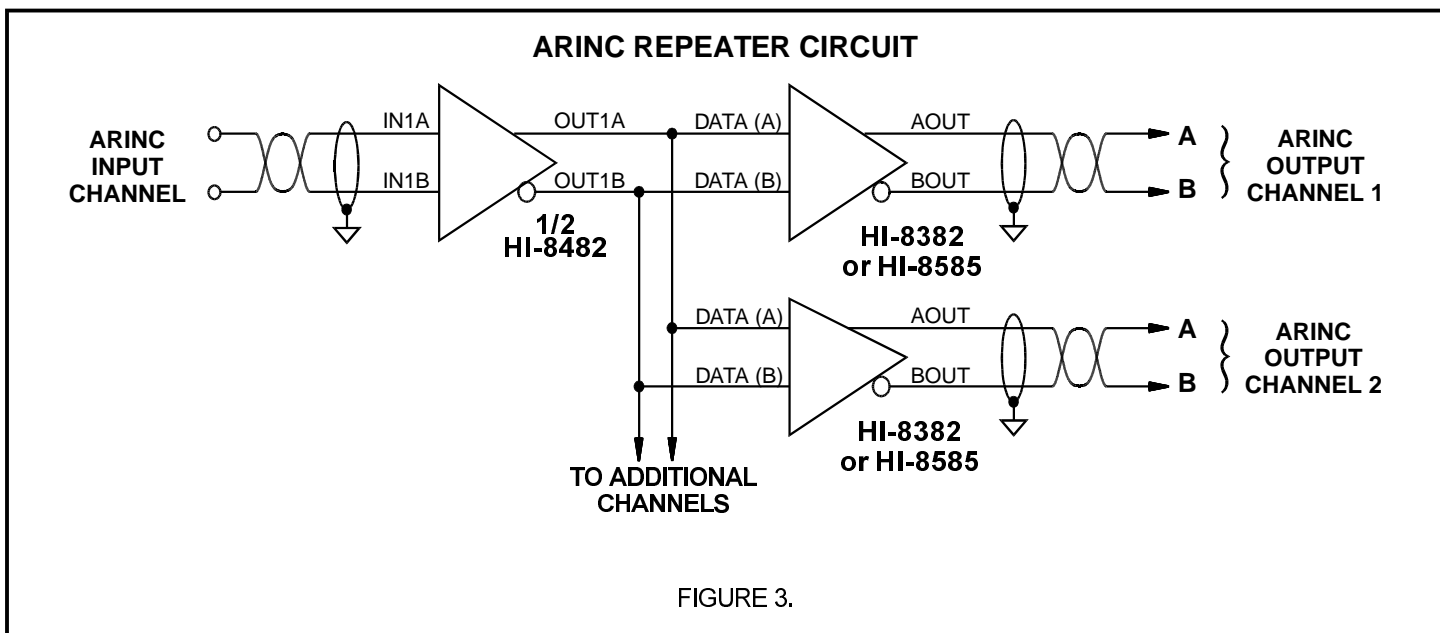 ARINC REPEATER CIRCUIT
ARINC
INPUT
CHANNEL
IN1A
IN1B
1/2
HI-8482
OUT1A
OUT1B
DATA (A)
DATA (B)
AOUT
BOUT
HI-8382
or HI-8585
A
B
ARINC
OUTPUT
CHANNEL 1
DATA (A)
DATA (B)
AOUT
BOUT
HI-8382
or HI-8585
A
B
ARINC
OUTPUT
CHANNEL 2
TO ADDITIONAL
CHANNELS
FIGURE 3.